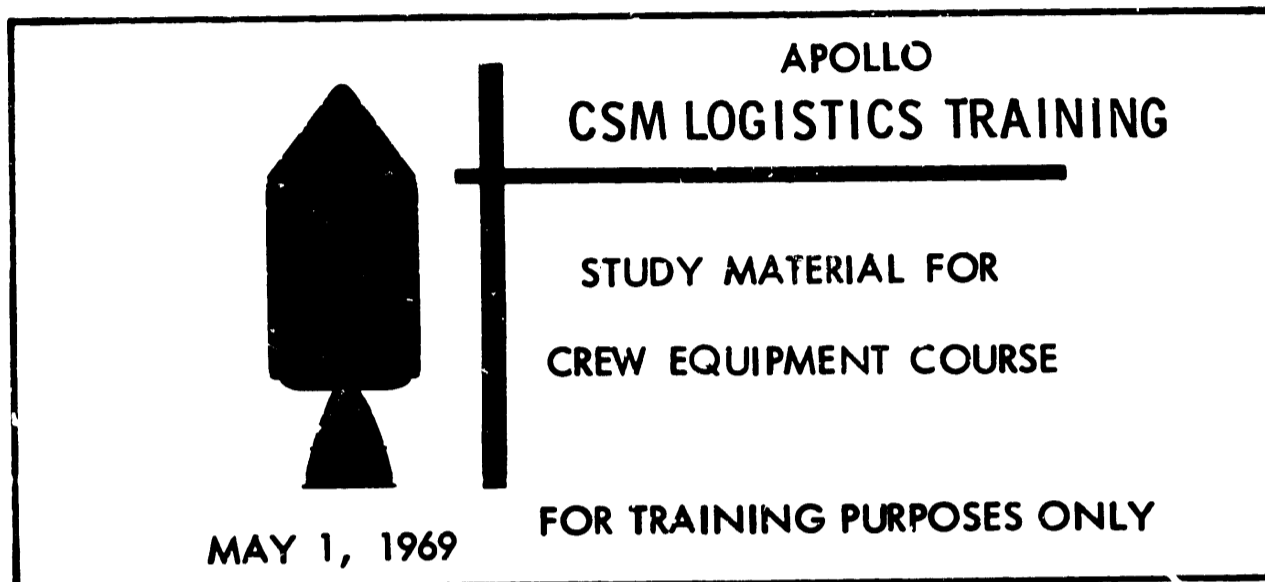 APOLLO
CSM LOGISTICS TRAINING
STUDY MATERIAL FOR
CREW EQUIPMENT COURSE
FOR TRAINING PURPOSES ONLY
MAY 1, 1969